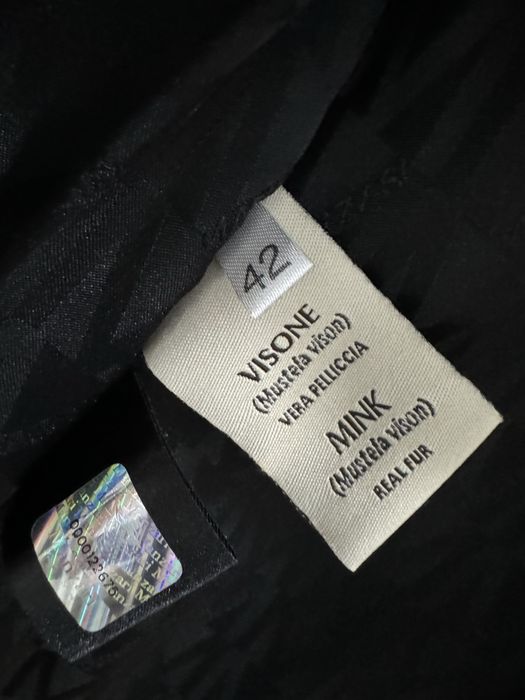 42
VISONE
(Mustela vison)
VERA PELLICCIA
MINK
(Mustela vison)
REAL FUR